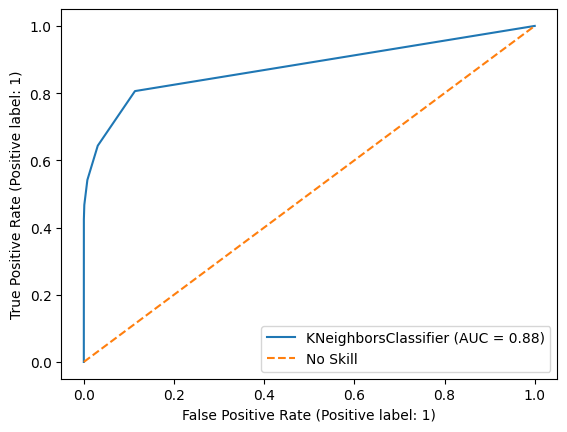 1.0
0.8
0.6
0.4
0.2
0.0
True Positive Rate (Positive label: 1)
KNeighborsClassifier (AUC = 0.88)
No Skill
0.0 0.2 0.4 0.6 0.8 1.0
False Positive Rate (Positive label: 1)